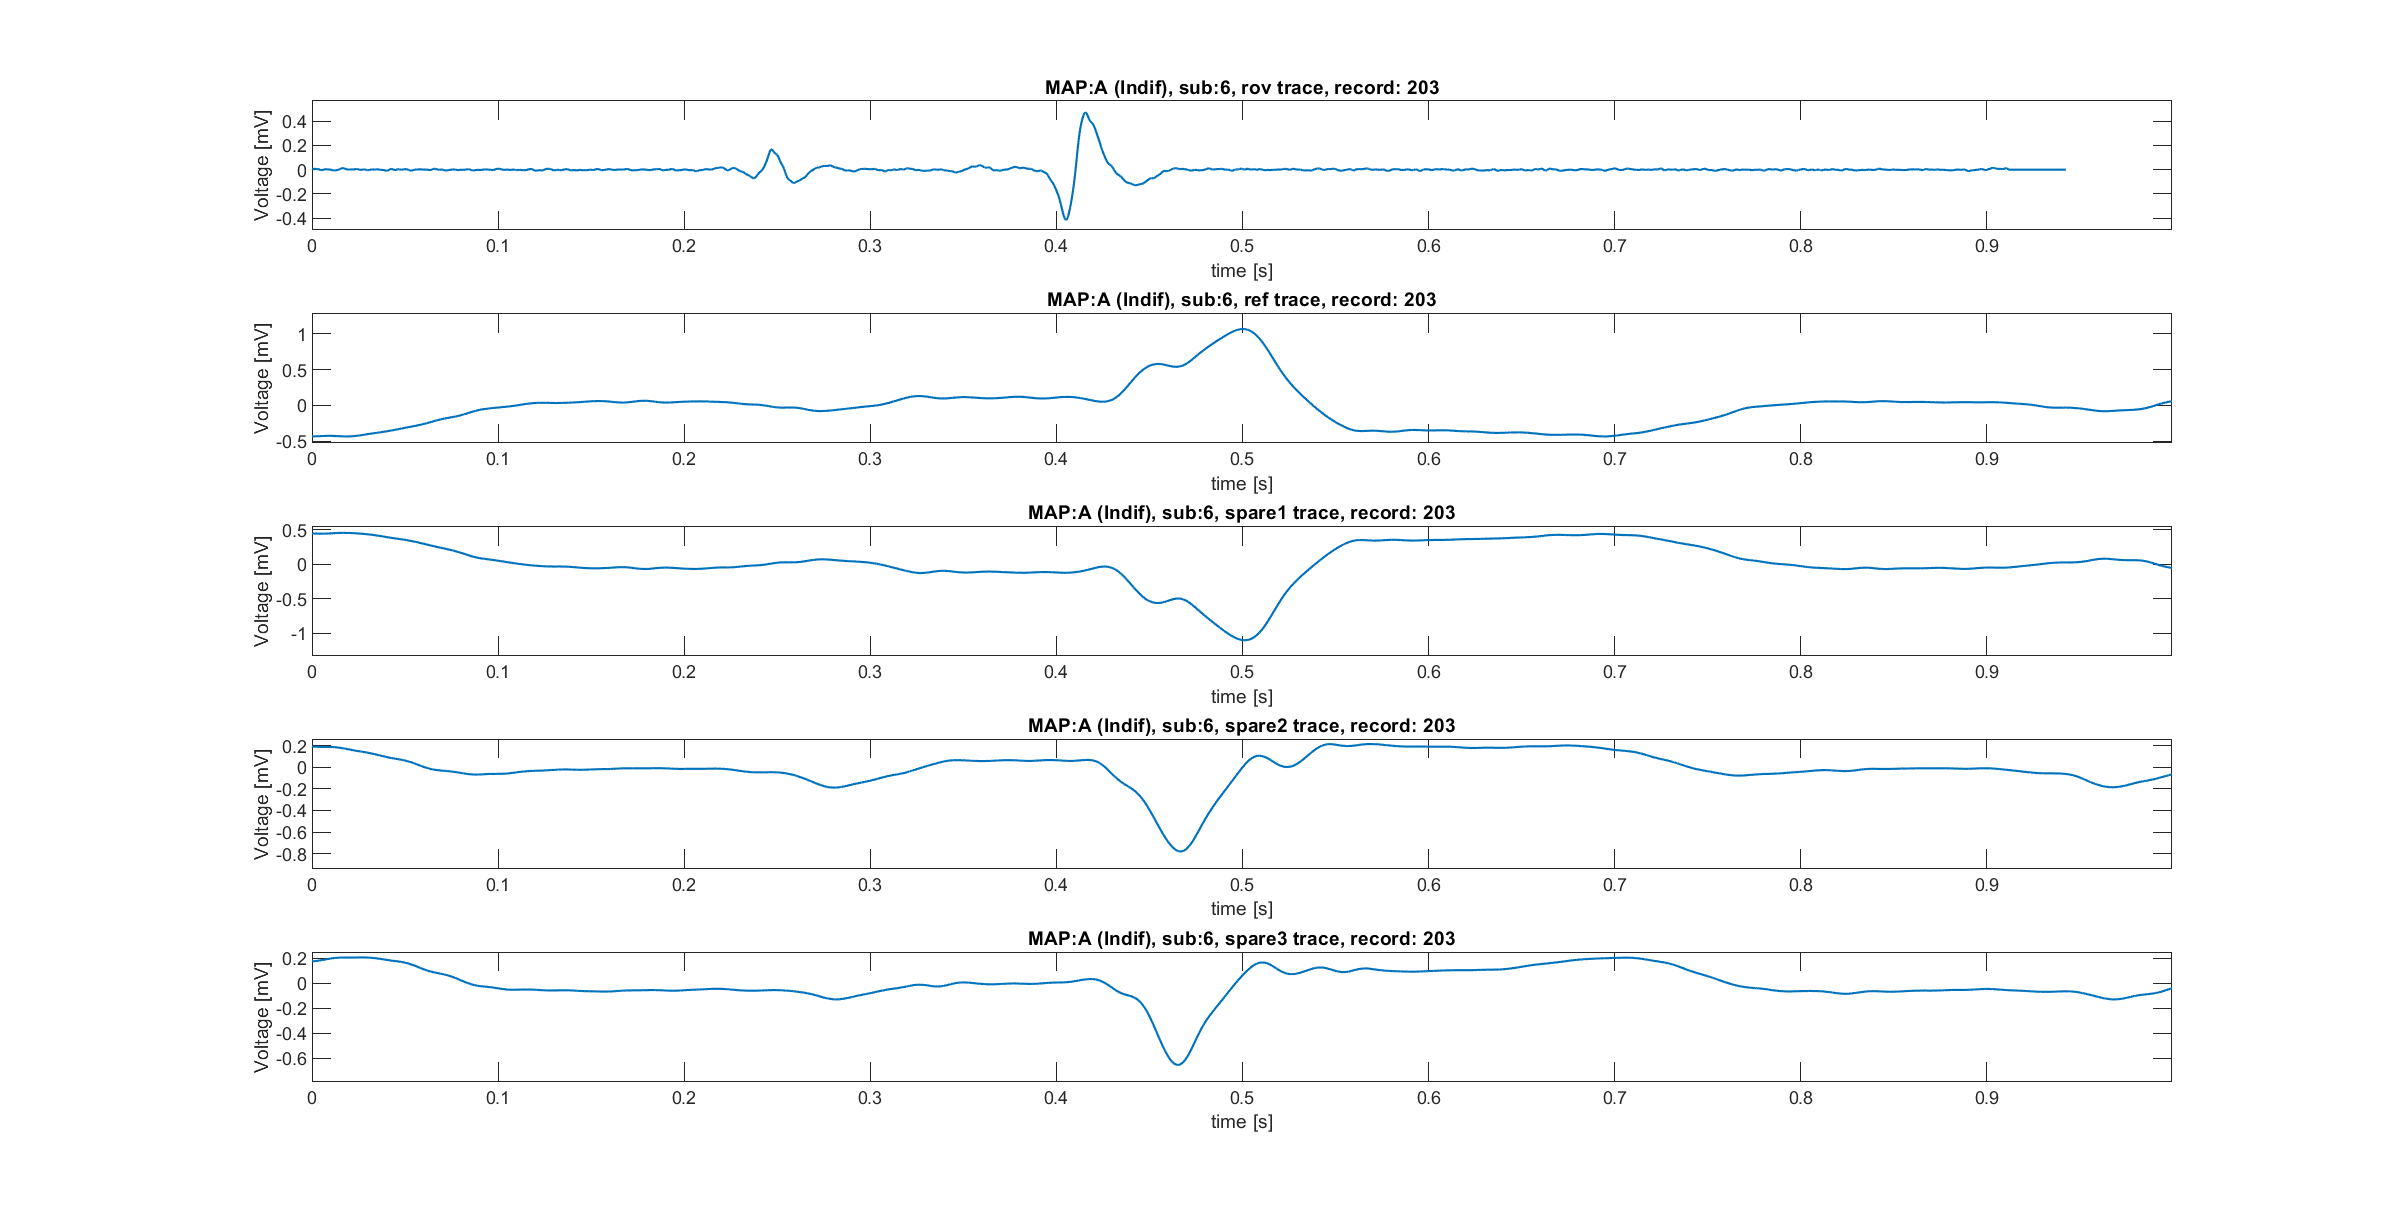 MAP:A (Indif), sub:6, rov trace, record: 203
Voltage [mV]
0.4
0.2
0
-0.2
-0.4
0 0.1 0.2 0.3 0.4 0.5 0.6 0.7 0.8 0.9
time [s]
MAP:A (Indif), sub:6, ref trace, record: 203
Voltage [mV]
1
0.5
0
-0.5
0 0.1 0.2 0.3 0.4 0.5 0.6 0.7 0.8 0.9
time [s]
MAP:A (Indif), sub:6, spare1 trace, record: 203
Voltage [mV]
0.5
0
-0.5
-1
0 0.1 0.2 0.3 0.4 0.5 0.6 0.7 0.8 0.9
time [s]
MAP:A (Indif), sub:6, spare2 trace, record: 203
Voltage [mV]
0.2
0
-0.2
-0.4
-0.6
-0.8
0 0.1 0.2 0.3 0.4 0.5 0.6 0.7 0.8 0.9
time [s]
MAP:A (Indif), sub:6, spare3 trace, record: 203
Voltage [mV]
0.2
0
-0.2
-0.4
-0.6
0 0.1 0.2 0.3 0.4 0.5 0.6 0.7 0.8 0.9
time [s]